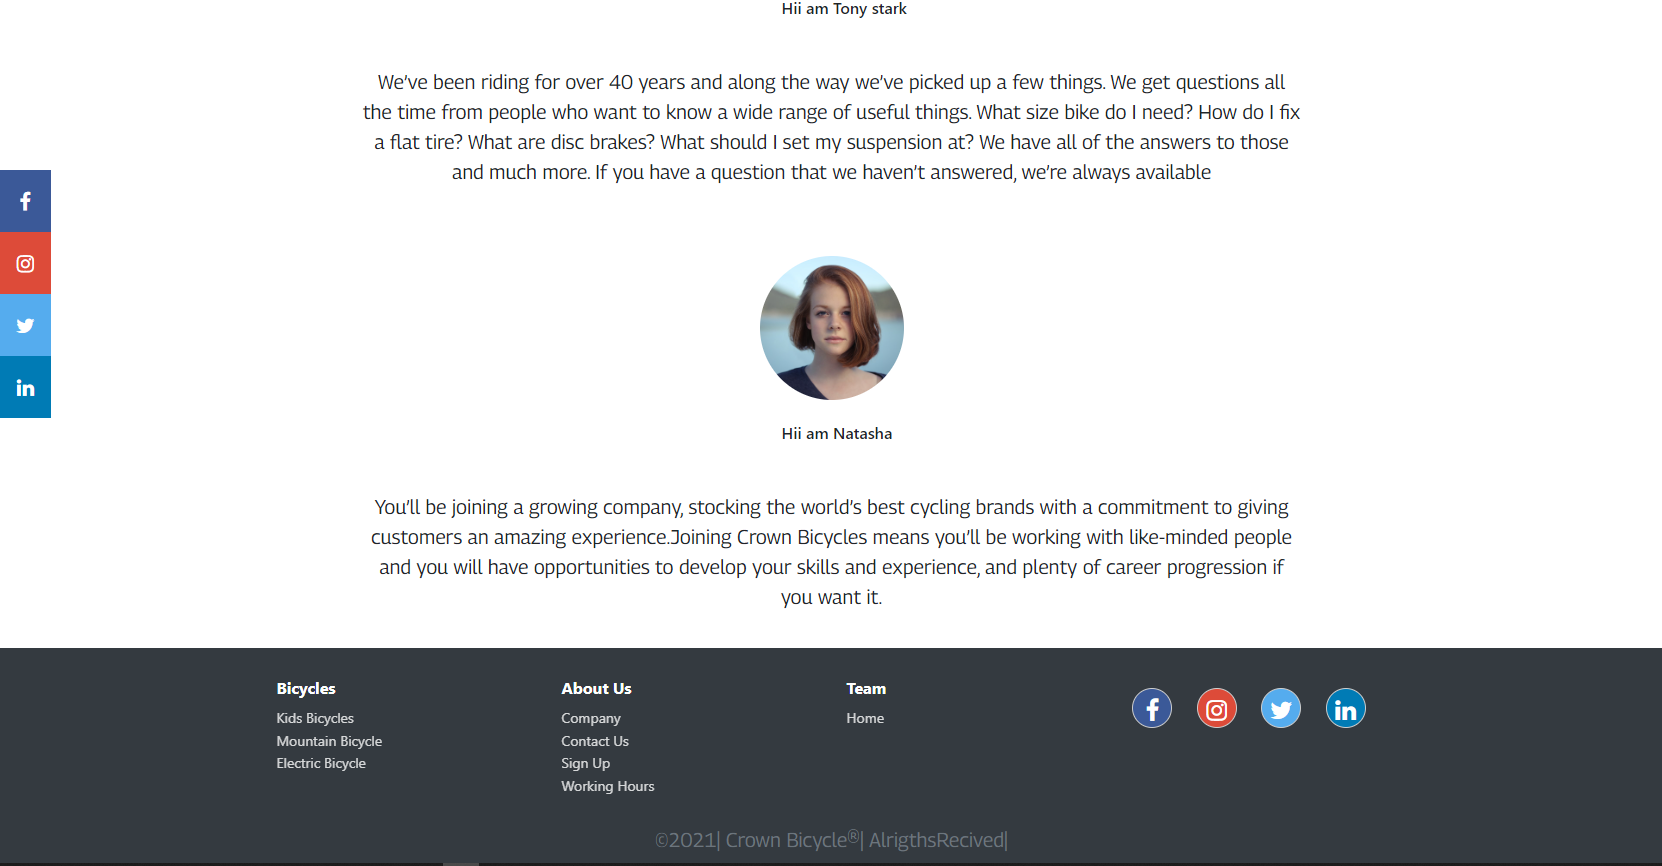 Hii am Tony stark
We’ve been riding for over 40 years and along the way we’ve picked up a few things. We get questions all
the time from people who want to know a wide range of useful things. What size bike do I need? How do I fix
a flat tire? What are disc brakes? What should I set my suspension at? We have all of the answers to those
and much more. If you have a question that we haven’t answered, we’re always available
Hii am Natasha
You’ll be joining a growing company, stocking the world’s best cycling brands with a commitment to giving
customers an amazing experience.Joining Crown Bicycles means you’ll be working with like-minded people
and you will have opportunities to develop your skills and experience, and plenty of career progression if
you want it.
Bicycles
Kids Bicycles
Mountain Bicycle
Electric Bicycle
About Us
Company
Contact Us
Sign Up
Working Hours
Team
Home
©2021| Crown Bicycle®| AlrigthsRecived|